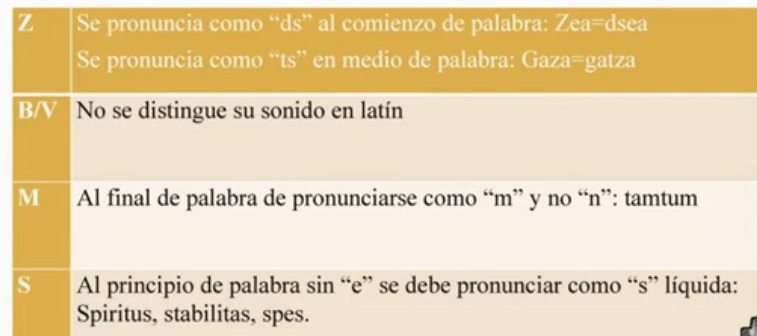 Z Se pronuncia como “ds” al comienzo de palabra: Zea=dsea
Se pronuncia como “ts” en medio de palabra: Gaza=gatza
B/V No se distingue su sonido en latín
M Al final de palabra de pronunciarse como “m” y no “n”: tamtum
S Al principio de palabra sin “e” se debe pronunciar como “s” líquida:
Spiritus, stabilitas, spes.